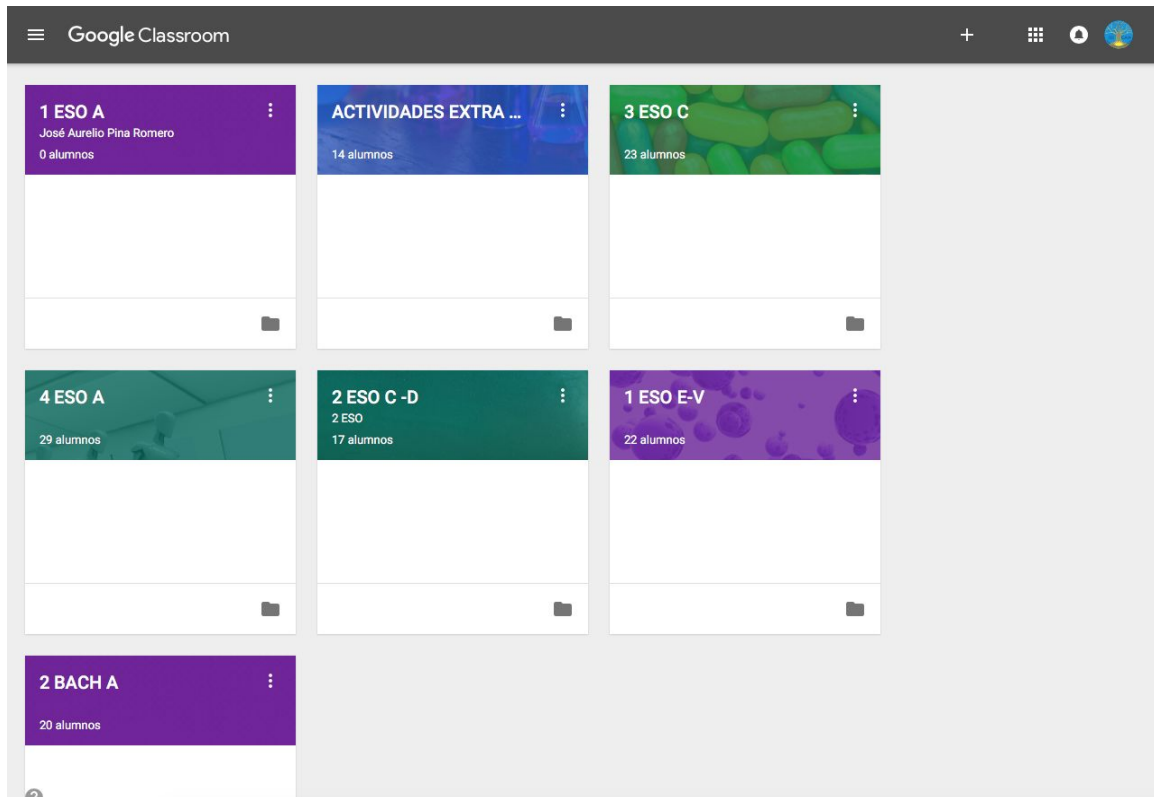 Google Classroom
1 ESO A
José Aurelio Pina Romero
0 alumnos
ACTIVIDADES EXTRA ...
14 alumnos
3 ESO C
23 alumnos
4 ESO A
29 alumnos
2 ESO C -D
2 ESO
17 alumnos
1 ESO E-V
22 alumnos
2 BACH A
20 alumnos